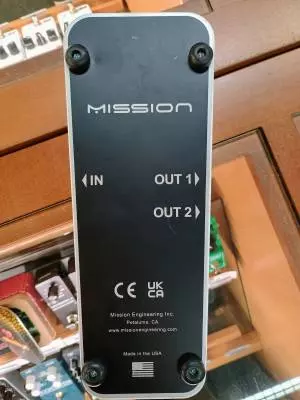 MISSION
IN OUT 1
OUT 2
CE UK
CA
Mission Engineering Inc.
Petaluma, CA
www.missionengineering.com
Made in the USA